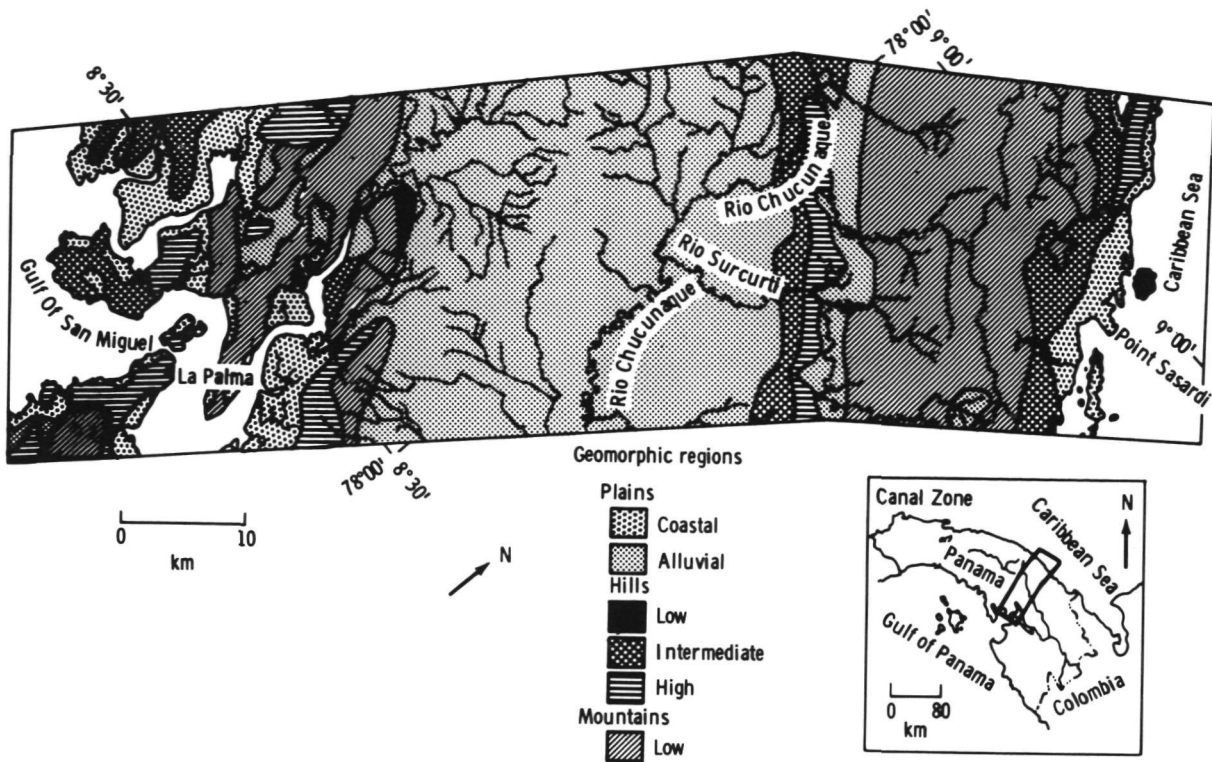 8°30'
78°00'
9°00'
Gulf Of San Miguel
La Palma
Rio Chucunaque
Rio Surcurti
Rio Chucunaque
Caribbean Sea
9°00'
Point Sasardi
78°00'
8°30'
0 10
km
N
Geomorphic regions
Plains
Coastal
Alluvial
Hills
Low
Intermediate
High
Mountains
Low
Canal Zone
N
Caribbean Sea
Panama
Gulf of Panama
Colombia
0 80
km